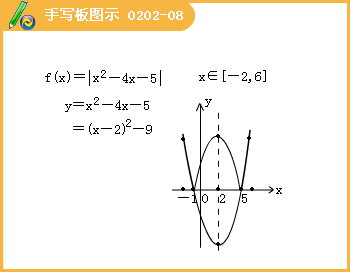 手写板图示 0202-08
f(x)=|x²-4x-5| x∈[-2,6]
y=x²-4x-5
=(x-2)²-9
y
-1 0 2 5 x